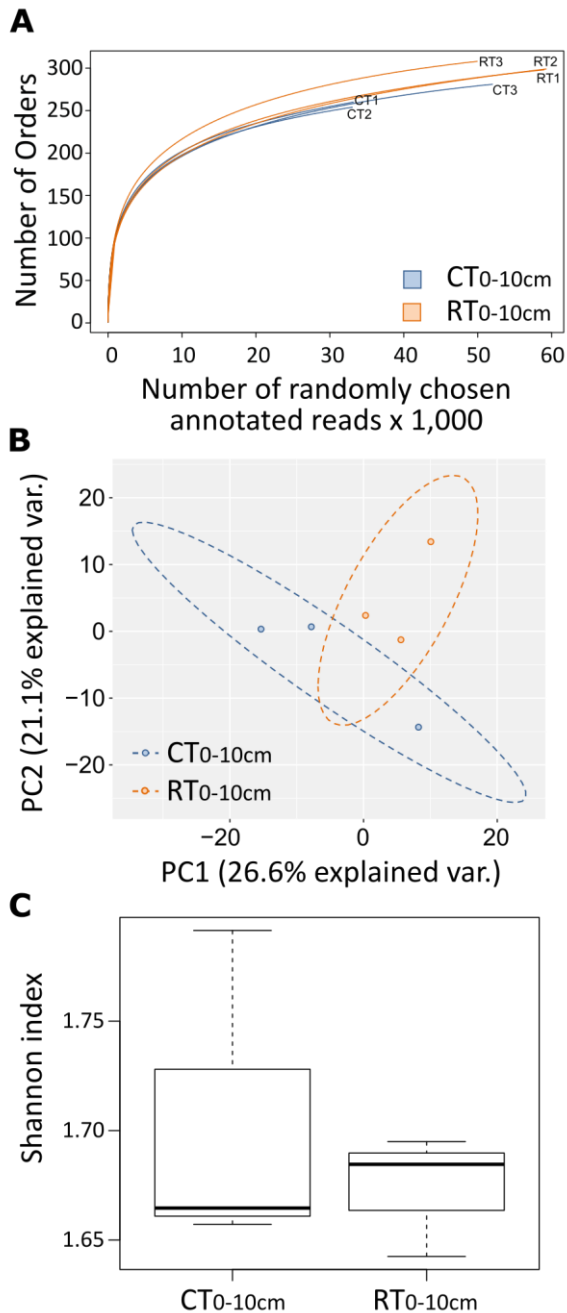 A
Number of Orders
300
250
200
150
100
50
0
RT3
RT2
RT1
CT3
CT1
CT2
CT0-10cm
RT0-10cm
0 10 20 30 40 50 60
Number of randomly chosen
annotated reads x 1,000
B
PC2 (21.1% explained var.)
20
10
0
−10
−20
CT0-10cm
RT0-10cm
−20 0 20
PC1 (26.6% explained var.)
C
Shannon index
1.75
1.70
1.65
CT0-10cm RT0-10cm